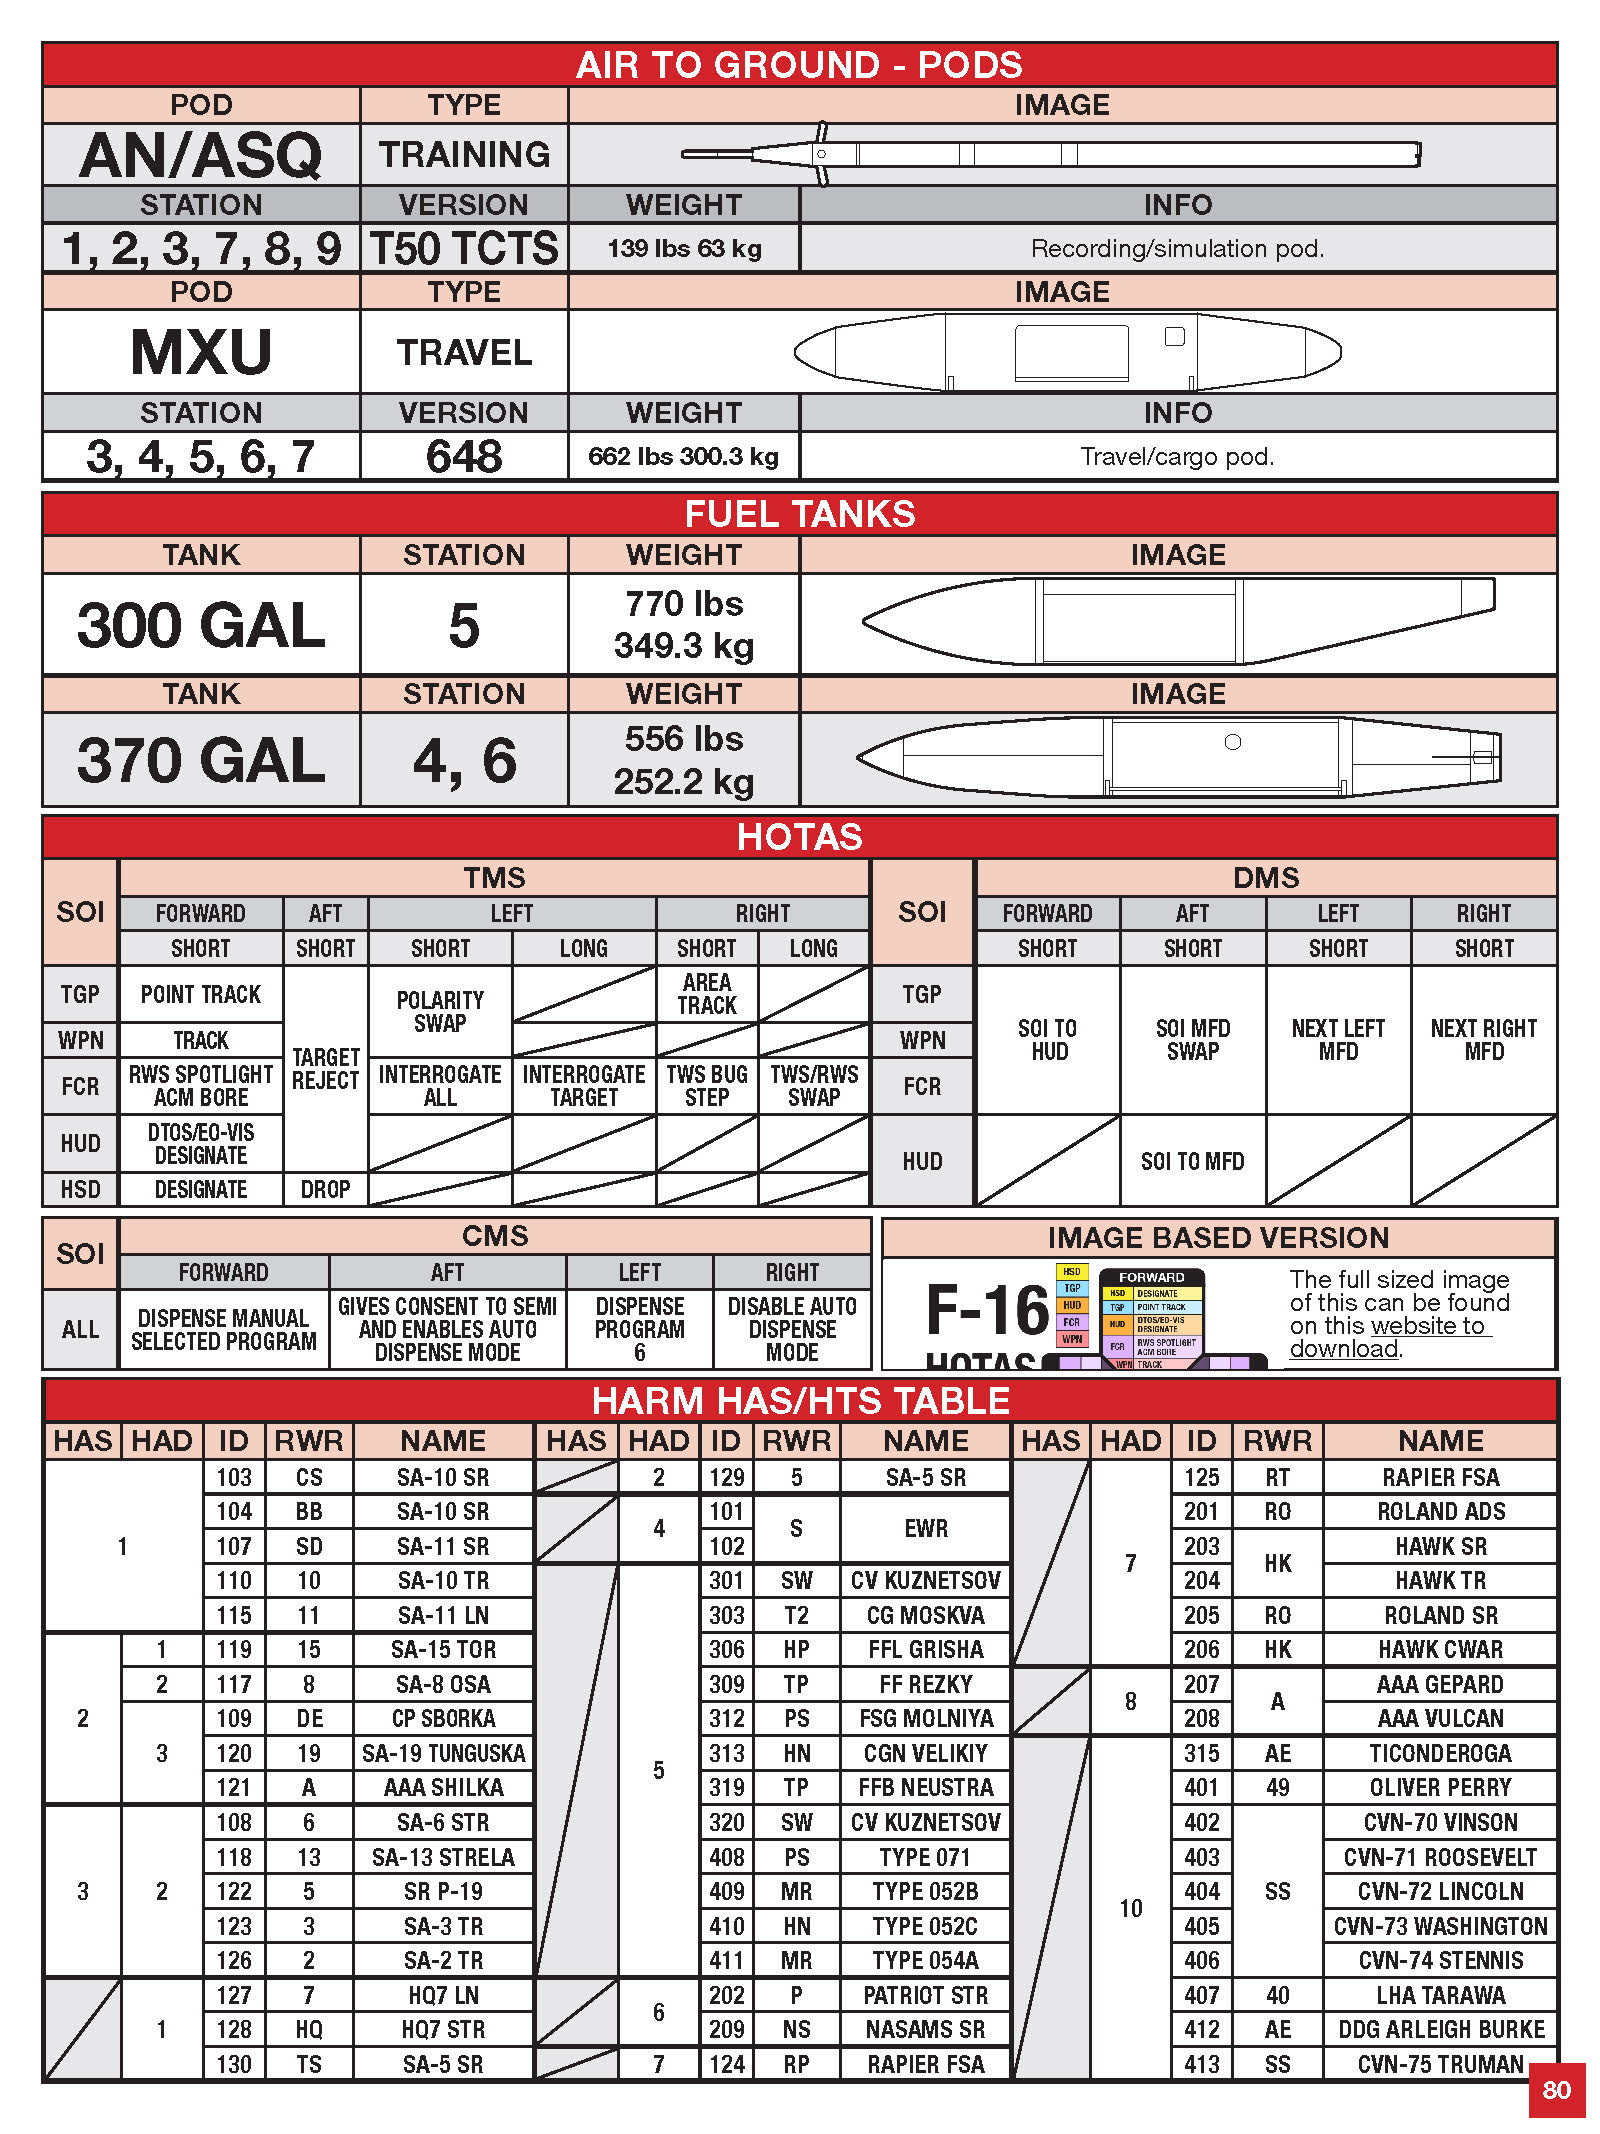 AIR TO GROUND - PODS
POD TYPE IMAGE
AN/ASQ TRAINING
STATION VERSION WEIGHT INFO
1, 2, 3, 7, 8, 9 T50 TCTS 139 lbs 63 kg Recording/simulation pod.
POD TYPE IMAGE
MXU TRAVEL
STATION VERSION WEIGHT INFO
3, 4, 5, 6, 7 648 662 lbs 300.3 kg Travel/cargo pod.
FUEL TANKS
TANK STATION WEIGHT IMAGE
300 GAL 5 770 lbs
349.3 kg
TANK STATION WEIGHT IMAGE
370 GAL 4, 6 556 lbs
252.2 kg
HOTAS
SOI TMS SOI DMS
FORWARD AFT LEFT RIGHT FORWARD AFT LEFT RIGHT
SHORT SHORT SHORT LONG SHORT LONG SHORT SHORT SHORT SHORT
TGP POINT TRACK POLARITY
SWAP AREA
TRACK TGP
WPN TRACK TARGET
REJECT WPN SOI TO
HUD SOI MFD
SWAP NEXT LEFT
MFD NEXT RIGHT
MFD
FCR RWS SPOTLIGHT
ACM BORE INTERROGATE
ALL INTERROGATE
TARGET TWS BUG
STEP TWS/RWS
SWAP FCR
HUD DTOS/EO-VIS
DESIGNATE HUD SOI TO MFD
HSD DESIGNATE DROP
SOI CMS
FORWARD AFT LEFT RIGHT
ALL DISPENSE MANUAL
SELECTED PROGRAM GIVES CONSENT TO SEMI
AND ENABLES AUTO
DISPENSE MODE DISPENSE
PROGRAM
6 DISABLE AUTO
DISPENSE
MODE
IMAGE BASED VERSION
F-16
HOTAS
HSD
TGP
HUD
FCR
WPN
FORWARD
HSD DESIGNATE
TGP POINT TRACK
HUD DTOS/EO-VIS
DESIGNATE
FCR RWS SPOTLIGHT
ACM BORE
WPN TRACK
The full sized image
of this can be found
on this website to
download.
HARM HAS/HTS TABLE
HAS HAD ID RWR NAME HAS HAD ID RWR NAME HAS HAD ID RWR NAME
1
103 CS SA-10 SR
104 BB SA-10 SR
107 SD SA-11 SR
110 10 SA-10 TR
115 11 SA-11 LN
2
1 119 15 SA-15 TOR
2 117 8 SA-8 OSA
3
109 DE CP SBORKA
120 19 SA-19 TUNGUSKA
121 A AAA SHILKA
3 2
108 6 SA-6 STR
118 13 SA-13 STRELA
122 5 SR P-19
123 3 SA-3 TR
126 2 SA-2 TR
1
127 7 HQ7 LN
128 HQ HQ7 STR
130 TS SA-5 SR
2 129 5 SA-5 SR
4
101
102
S EWR
5
301 SW CV KUZNETSOV
303 T2 CG MOSKVA
306 HP FFL GRISHA
309 TP FF REZKY
312 PS FSG MOLNIYA
313 HN CGN VELIKIY
319 TP FFB NEUSTRA
320 SW CV KUZNETSOV
408 PS TYPE 071
409 MR TYPE 052B
410 HN TYPE 052C
411 MR TYPE 054A
6
202 P PATRIOT STR
209 NS NASAMS SR
7 124 RP RAPIER FSA
7
125 RT RAPIER FSA
201 RO ROLAND ADS
203 HK HAWK SR
204 HAWK TR
205 RO ROLAND SR
206 HK HAWK CWAR
8
207 A AAA GEPARD
208 AAA VULCAN
10
315 AE TICONDEROGA
401 49 OLIVER PERRY
402 CVN-70 VINSON
403 CVN-71 ROOSEVELT
404 SS CVN-72 LINCOLN
405 CVN-73 WASHINGTON
406 CVN-74 STENNIS
407 40 LHA TARAWA
412 AE DDG ARLEIGH BURKE
413 SS CVN-75 TRUMAN
80